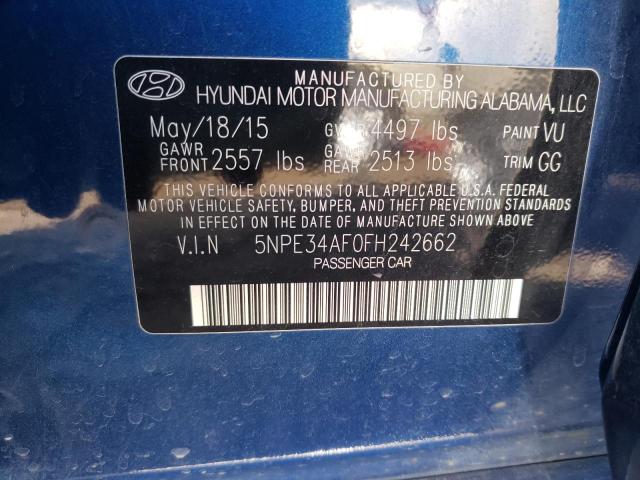 MANUFACTURED BY
HYUNDAI MOTOR MANUFACTURING ALABAMA, LLC
May/18/15 GVWR 4497 lbs PAINT VU
GAWR FRONT 2557 lbs GAWR REAR 2513 lbs TRIM GG
THIS VEHICLE CONFORMS TO ALL APPLICABLE U.S.A. FEDERAL
MOTOR VEHICLE SAFETY, BUMPER, AND THEFT PREVENTION STANDARDS
IN EFFECT ON THE DATE OF MANUFACTURE SHOWN ABOVE.
V.I.N 5NPE34AF0FH242662
PASSENGER CAR